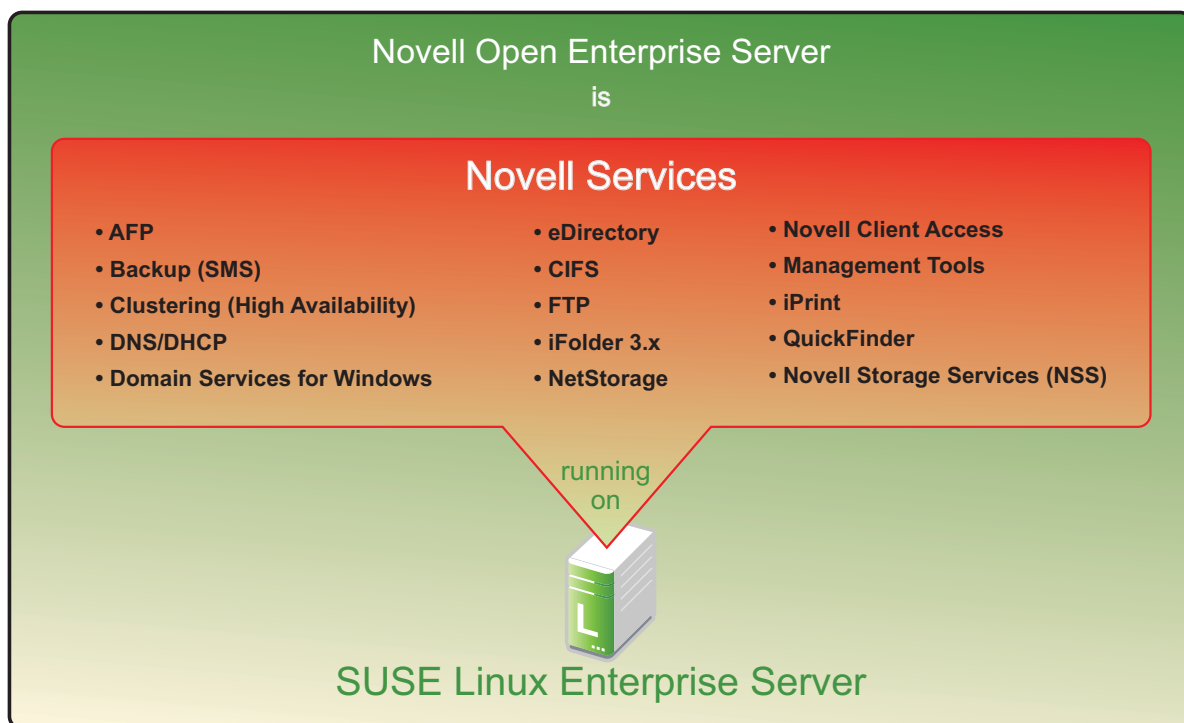 Novell Open Enterprise Server
is
Novell Services
• AFP
• Backup (SMS)
• Clustering (High Availability)
• DNS/DHCP
• Domain Services for Windows
• eDirectory
• CIFS
• FTP
• iFolder 3.x
• NetStorage
• Novell Client Access
• Management Tools
• iPrint
• QuickFinder
• Novell Storage Services (NSS)
running
on
L
SUSE Linux Enterprise Server